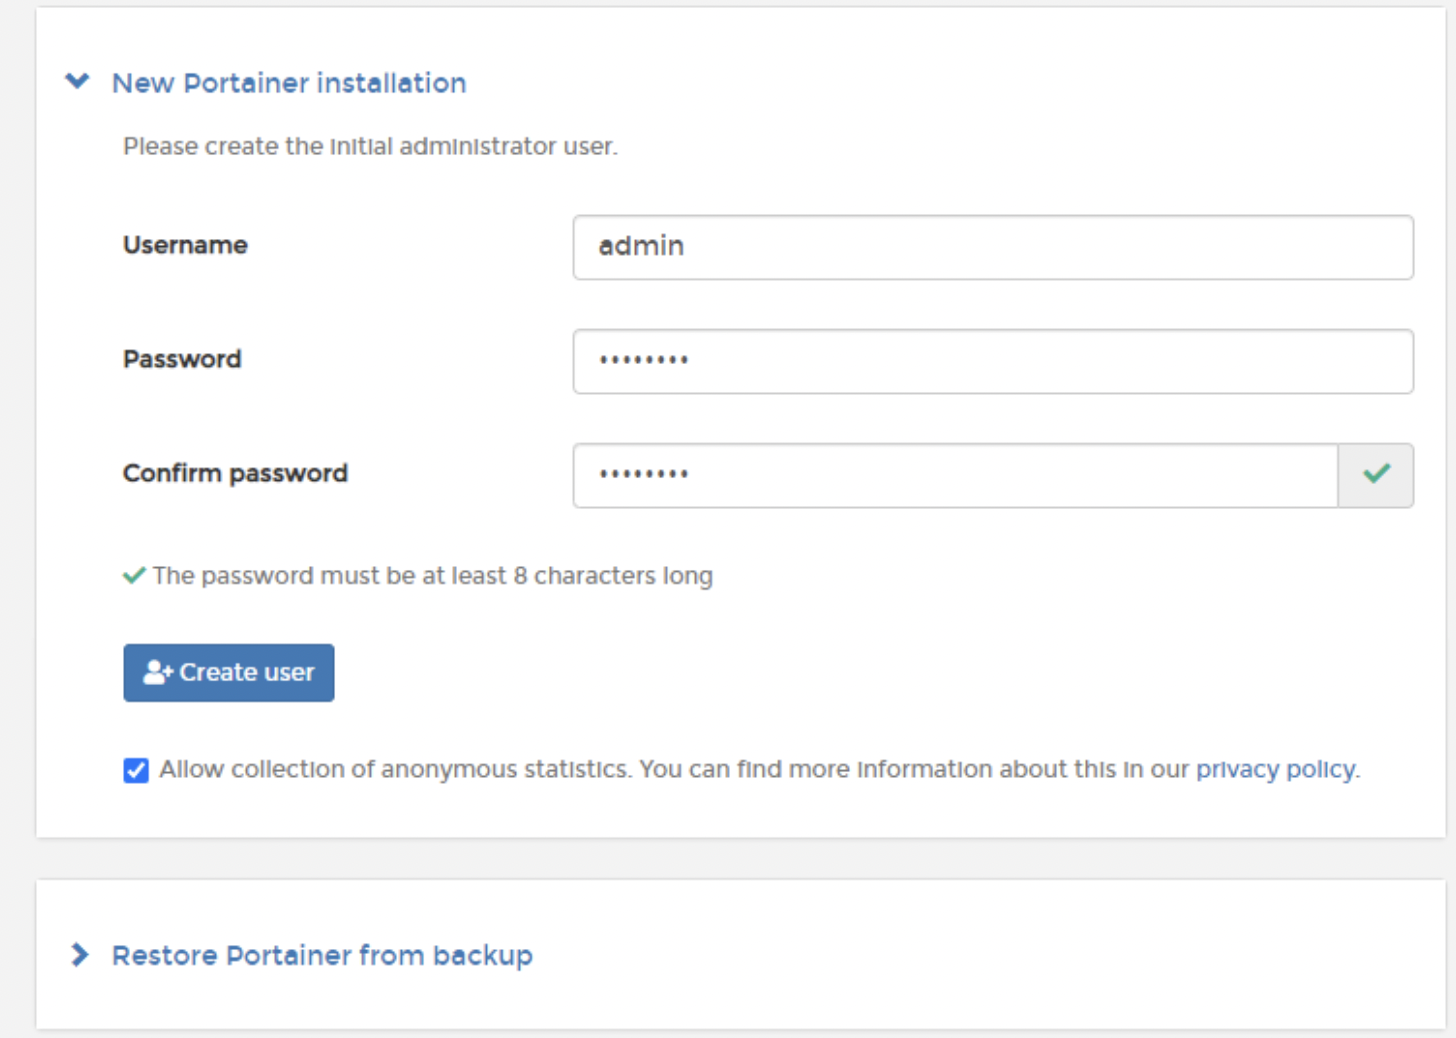 New Portainer installation
Please create the initial administrator user.
Username
admin
Password
••••••••
Confirm password
••••••••
The password must be at least 8 characters long
Create user
Allow collection of anonymous statistics. You can find more information about this in our privacy policy.
Restore Portainer from backup